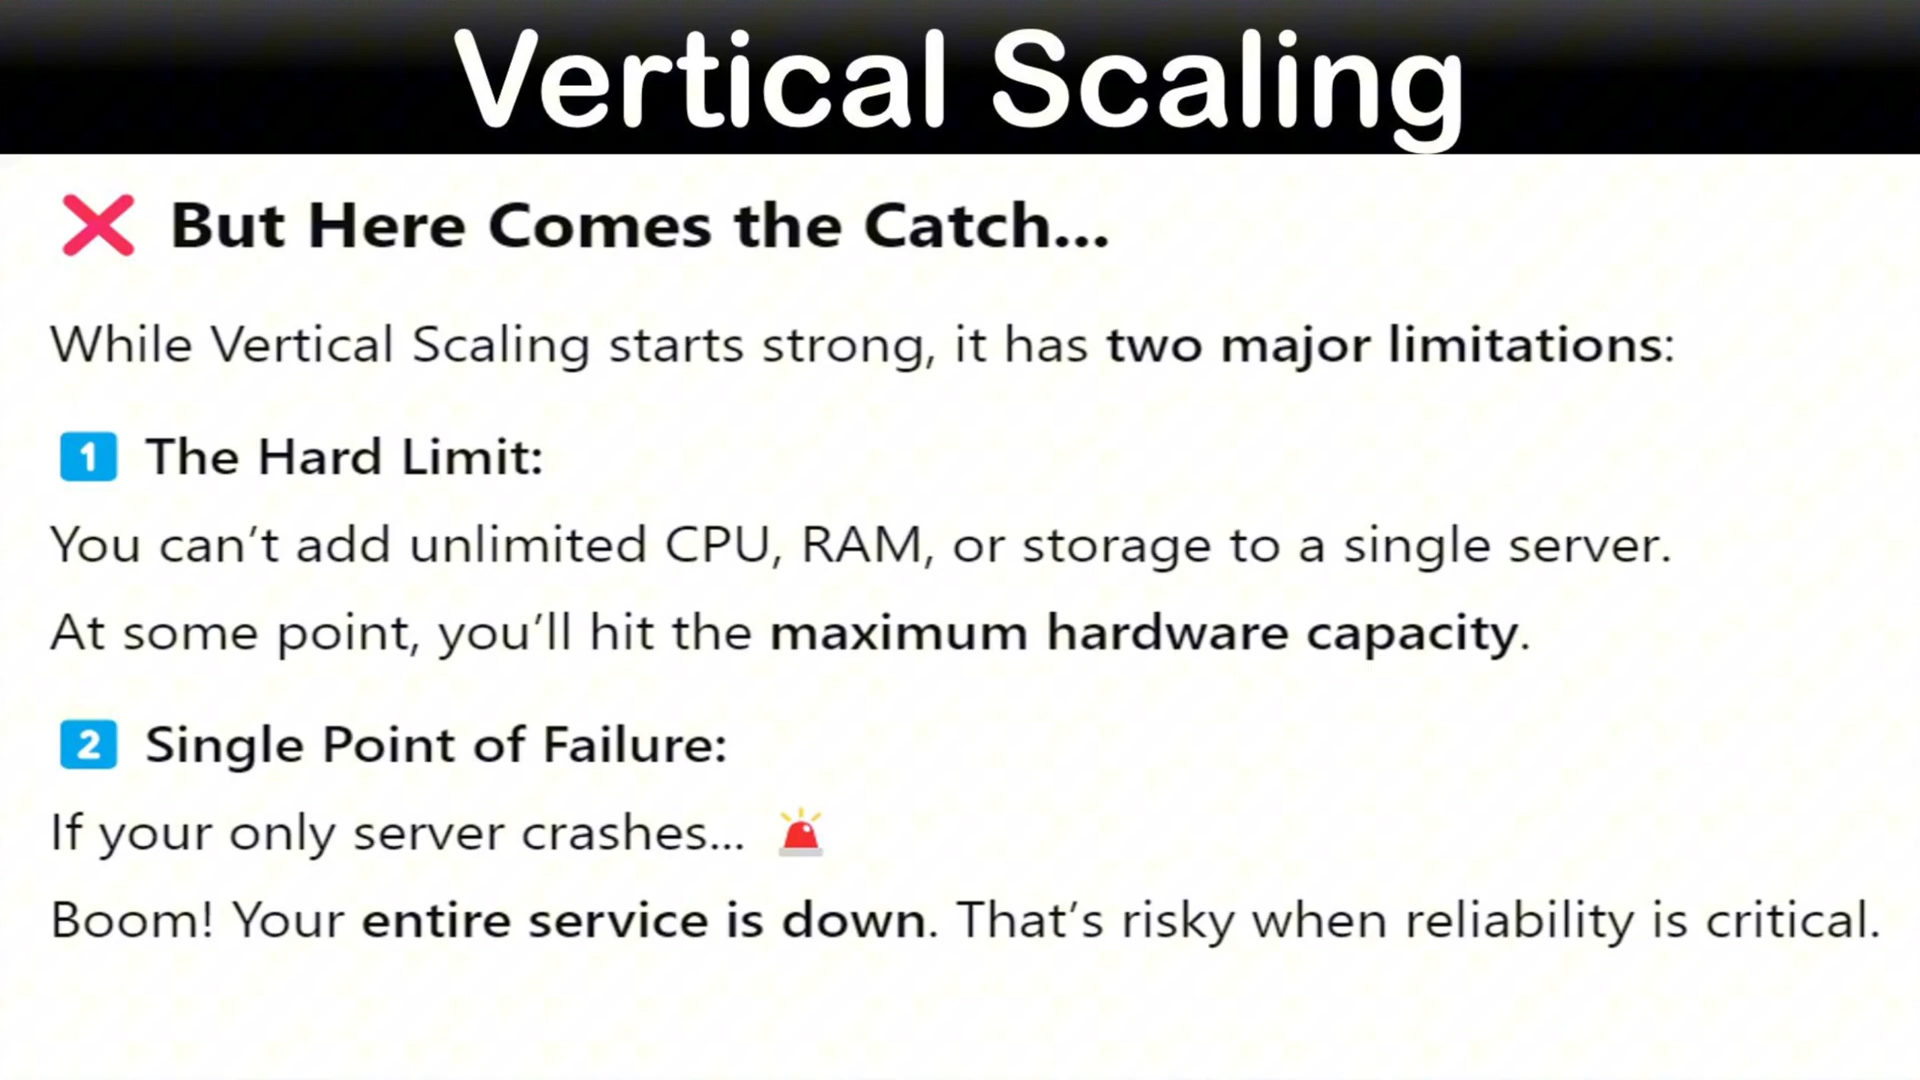 Vertical Scaling
❌ But Here Comes the Catch...
While Vertical Scaling starts strong, it has two major limitations:
1️⃣ The Hard Limit:
You can’t add unlimited CPU, RAM, or storage to a single server.
At some point, you’ll hit the maximum hardware capacity.
2️⃣ Single Point of Failure:
If your only server crashes... 🚨
Boom! Your entire service is down. That’s risky when reliability is critical.